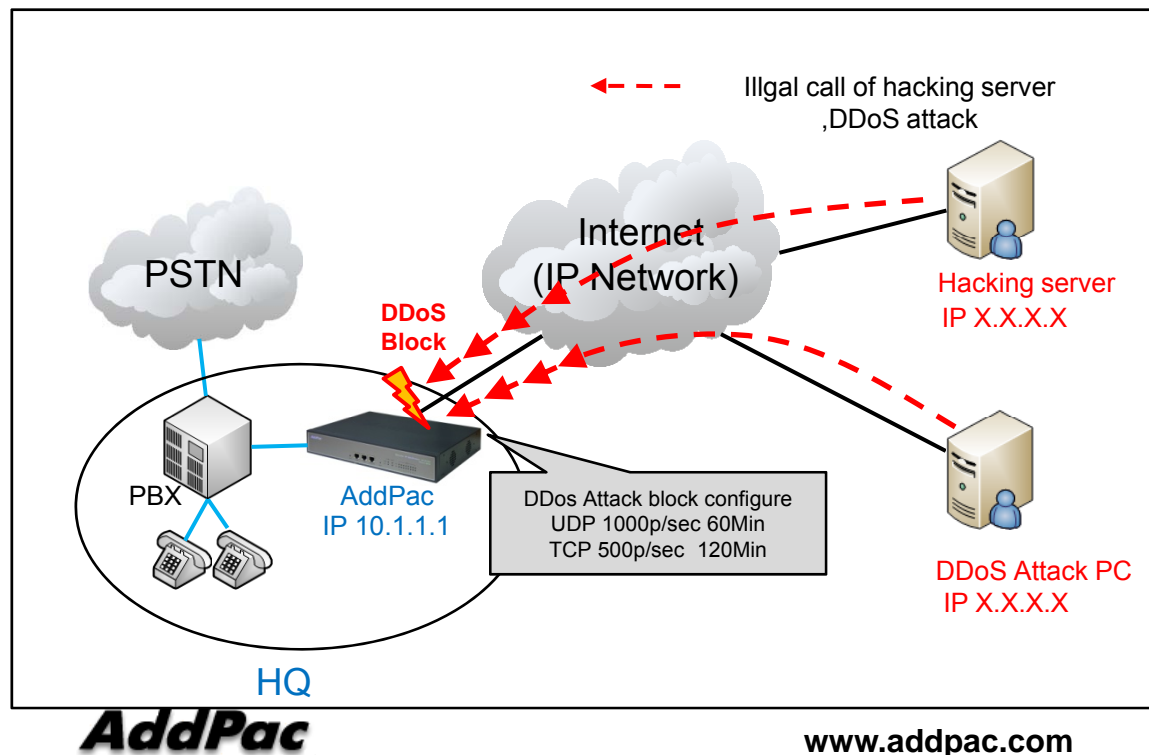 Illgal call of hacking server
,DDoS attack
Internet
(IP Network)
PSTN
Hacking server
IP X.X.X.X
DDoS
Block
PBX
AddPac
IP 10.1.1.1
DDos Attack block configure
UDP 1000p/sec 60Min
TCP 500p/sec 120Min
DDoS Attack PC
IP X.X.X.X
HQ
AddPac
www.addpac.com